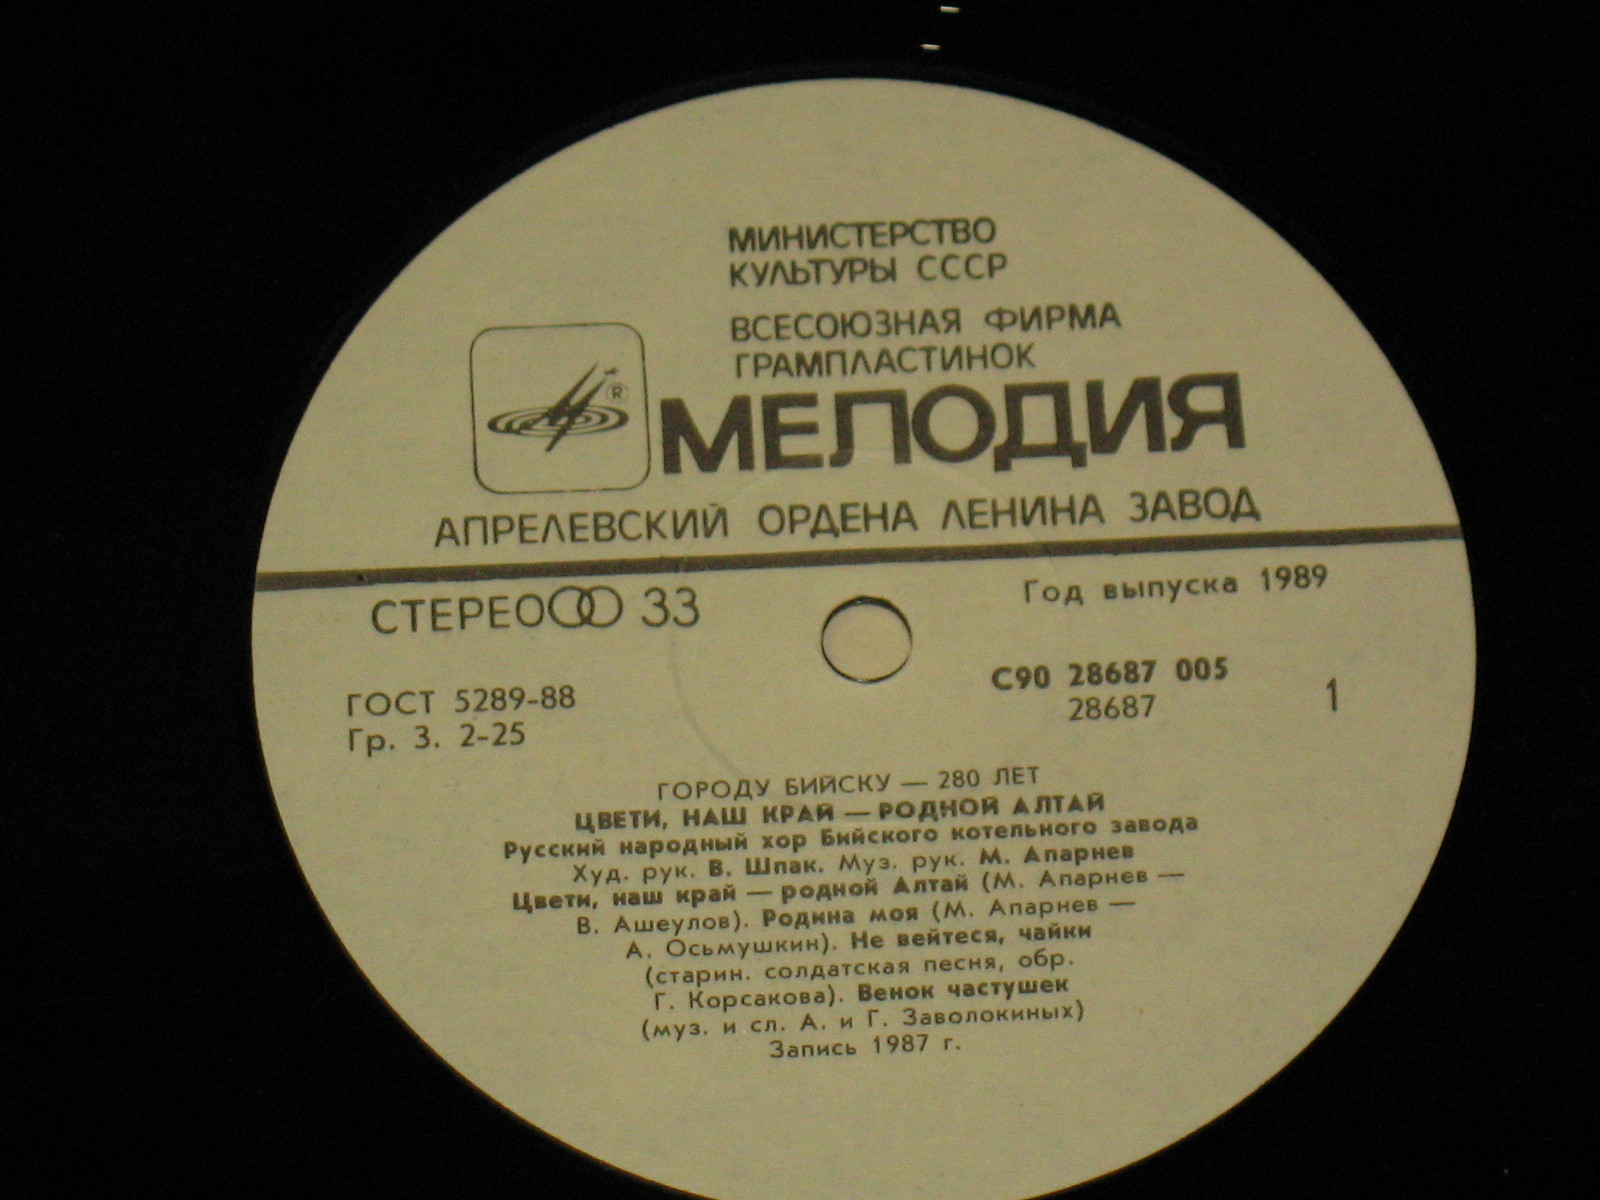 МИНИСТЕРСТВО
КУЛЬТУРЫ СССР
ВСЕСОЮЗНАЯ ФИРМА
ГРАМПЛАСТИНОК
®
МЕЛОДИЯ
АПРЕЛЕВСКИЙ ОРДЕНА ЛЕНИНА ЗАВОД
СТЕРЕО 33
Год выпуска 1989
ГОСТ 5289-88
Гр. 3. 2-25
С90 28687 005
28687
1
ГОРОДУ БИЙСКУ — 280 ЛЕТ
ЦВЕТИ, НАШ КРАЙ — РОДНОЙ АЛТАЙ
Русский народный хор Бийского котельного завода
Худ. рук. В. Шпак. Муз. рук. М. Апарнев
Цвети, наш край — родной Алтай (М. Апарнев —
В. Ашеулов). Родина моя (М. Апарнев —
А. Осьмушкин). Не вейтеся, чайки
(старин. солдатская песня, обр.
Г. Корсакова). Венок частушек
(муз. и сл. А. и Г. Заволокиных)
Запись 1987 г.